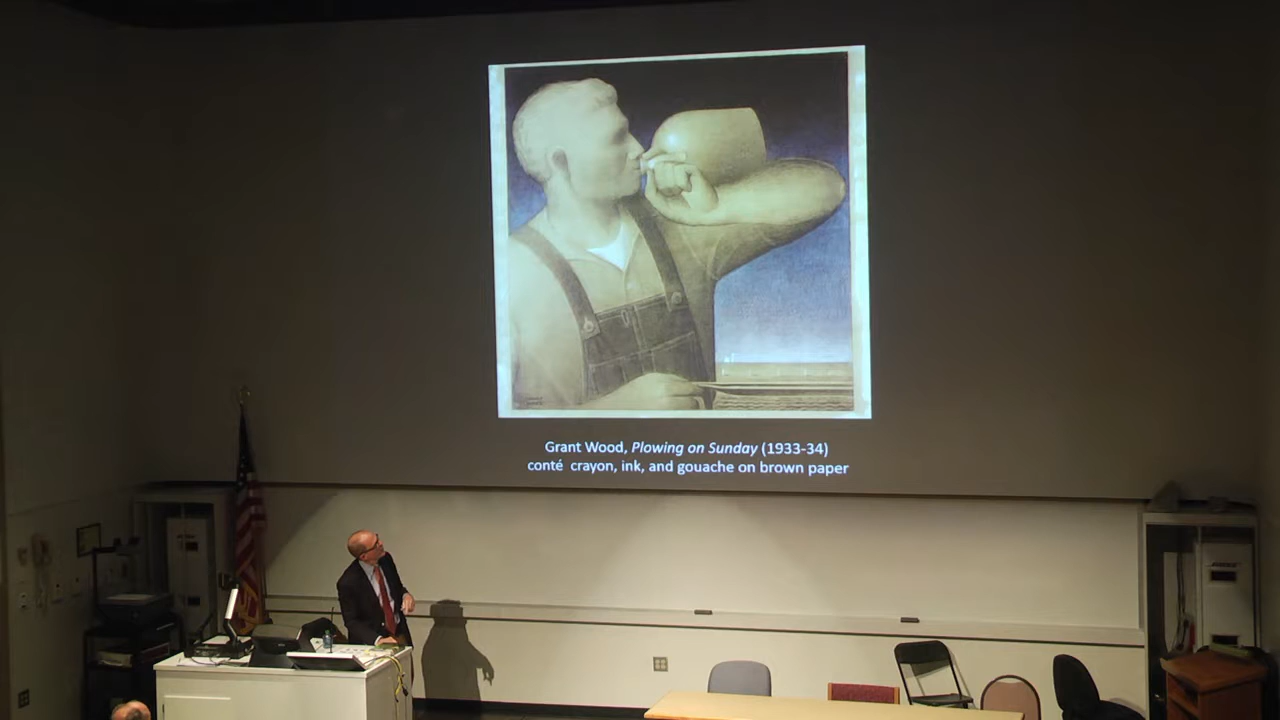 Grant Wood, Plowing on Sunday (1933-34)
conté  crayon, ink, and gouache on brown paper